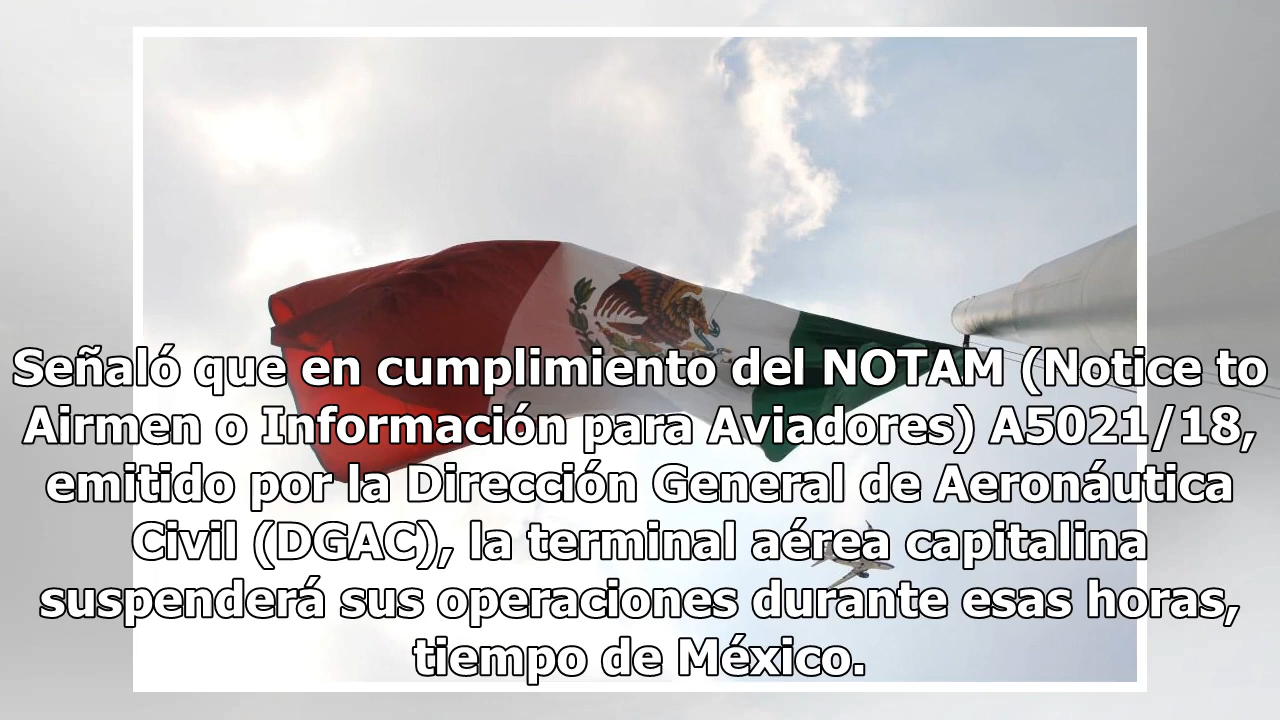 Señaló que en cumplimiento del NOTAM (Notice to
Airmen o Información para Aviadores) A5021/18,
emitido por la Dirección General de Aeronáutica
Civil (DGAC), la terminal aérea capitalina
suspenderá sus operaciones durante esas horas,
tiempo de México.